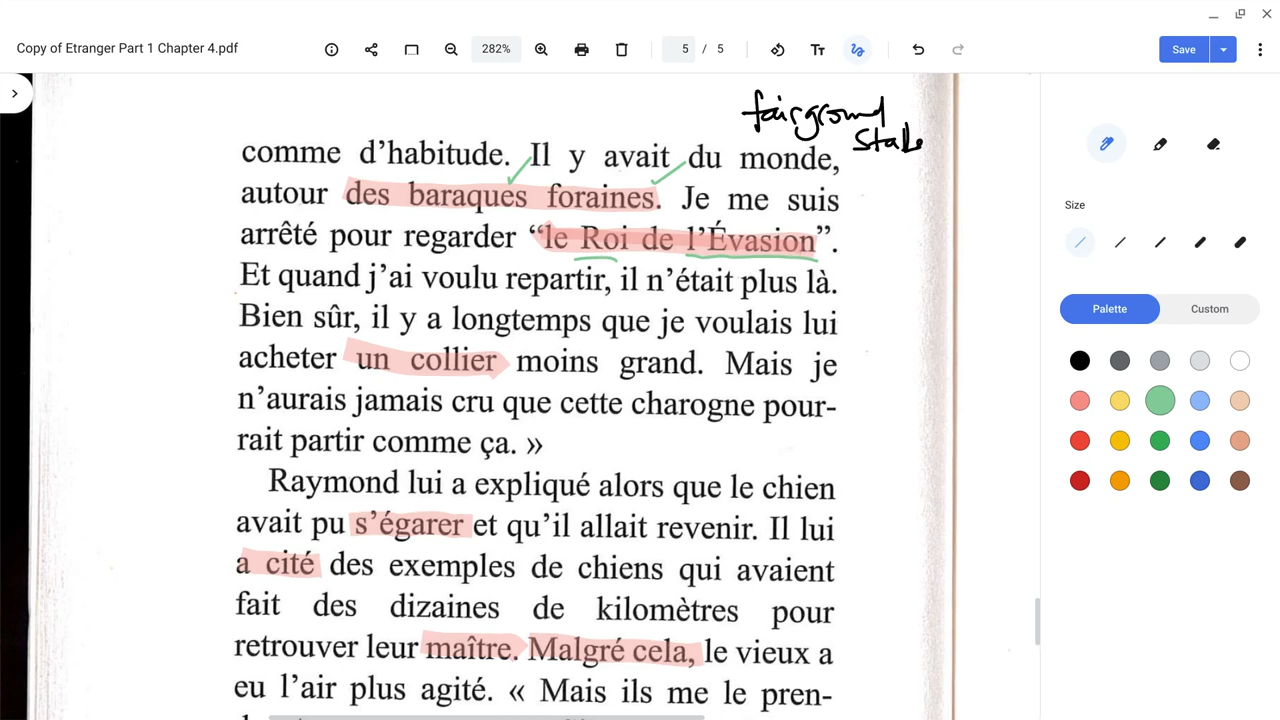 Copy of Etranger Part 1 Chapter 4.pdf
282%
5 / 5
Tт
Save
fairground
stalls
comme d’habitude. Il y avait du monde,
autour des baraques foraines. Je me suis
arrêté pour regarder “le Roi de l’Évasion”.
Et quand j’ai voulu repartir, il n’était plus là.
Bien sûr, il y a longtemps que je voulais lui
acheter un collier moins grand. Mais je
n’aurais jamais cru que cette charogne pour-
rait partir comme ça. »
Raymond lui a expliqué alors que le chien
avait pu s’égarer et qu’il allait revenir. Il lui
a cité des exemples de chiens qui avaient
fait des dizaines de kilomètres pour
retrouver leur maître. Malgré cela, le vieux a
eu l’air plus agité. « Mais ils me le pren-
Size
Palette
Custom